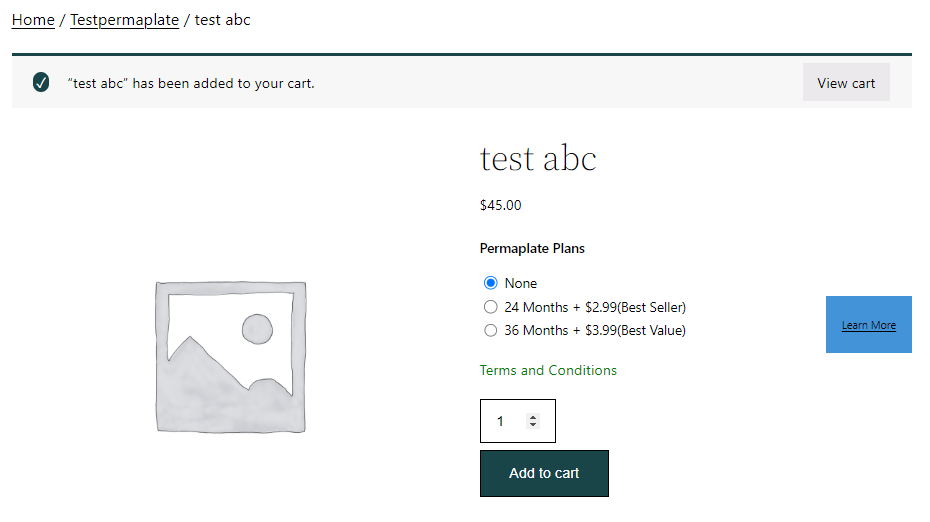 Home / Testpermaplate / test abc
“test abc” has been added to your cart.
View cart
test abc
$45.00
Permaplate Plans
None
24 Months + $2.99(Best Seller)
36 Months + $3.99(Best Value)
Learn More
Terms and Conditions
1
Add to cart